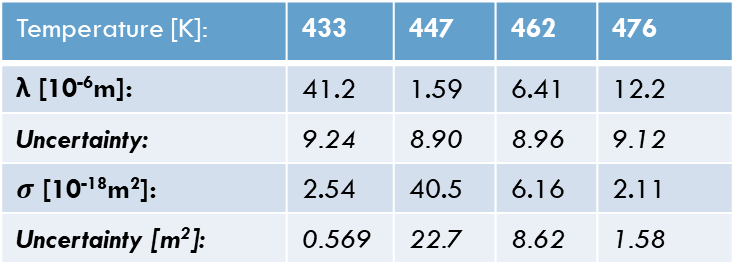 Temperature [K]: 433 447 462 476
λ [10⁻⁶m]: 41.2 1.59 6.41 12.2
Uncertainty: 9.24 8.90 8.96 9.12
σ [10⁻¹⁸m²]: 2.54 40.5 6.16 2.11
Uncertainty [m²]: 0.569 22.7 8.62 1.58